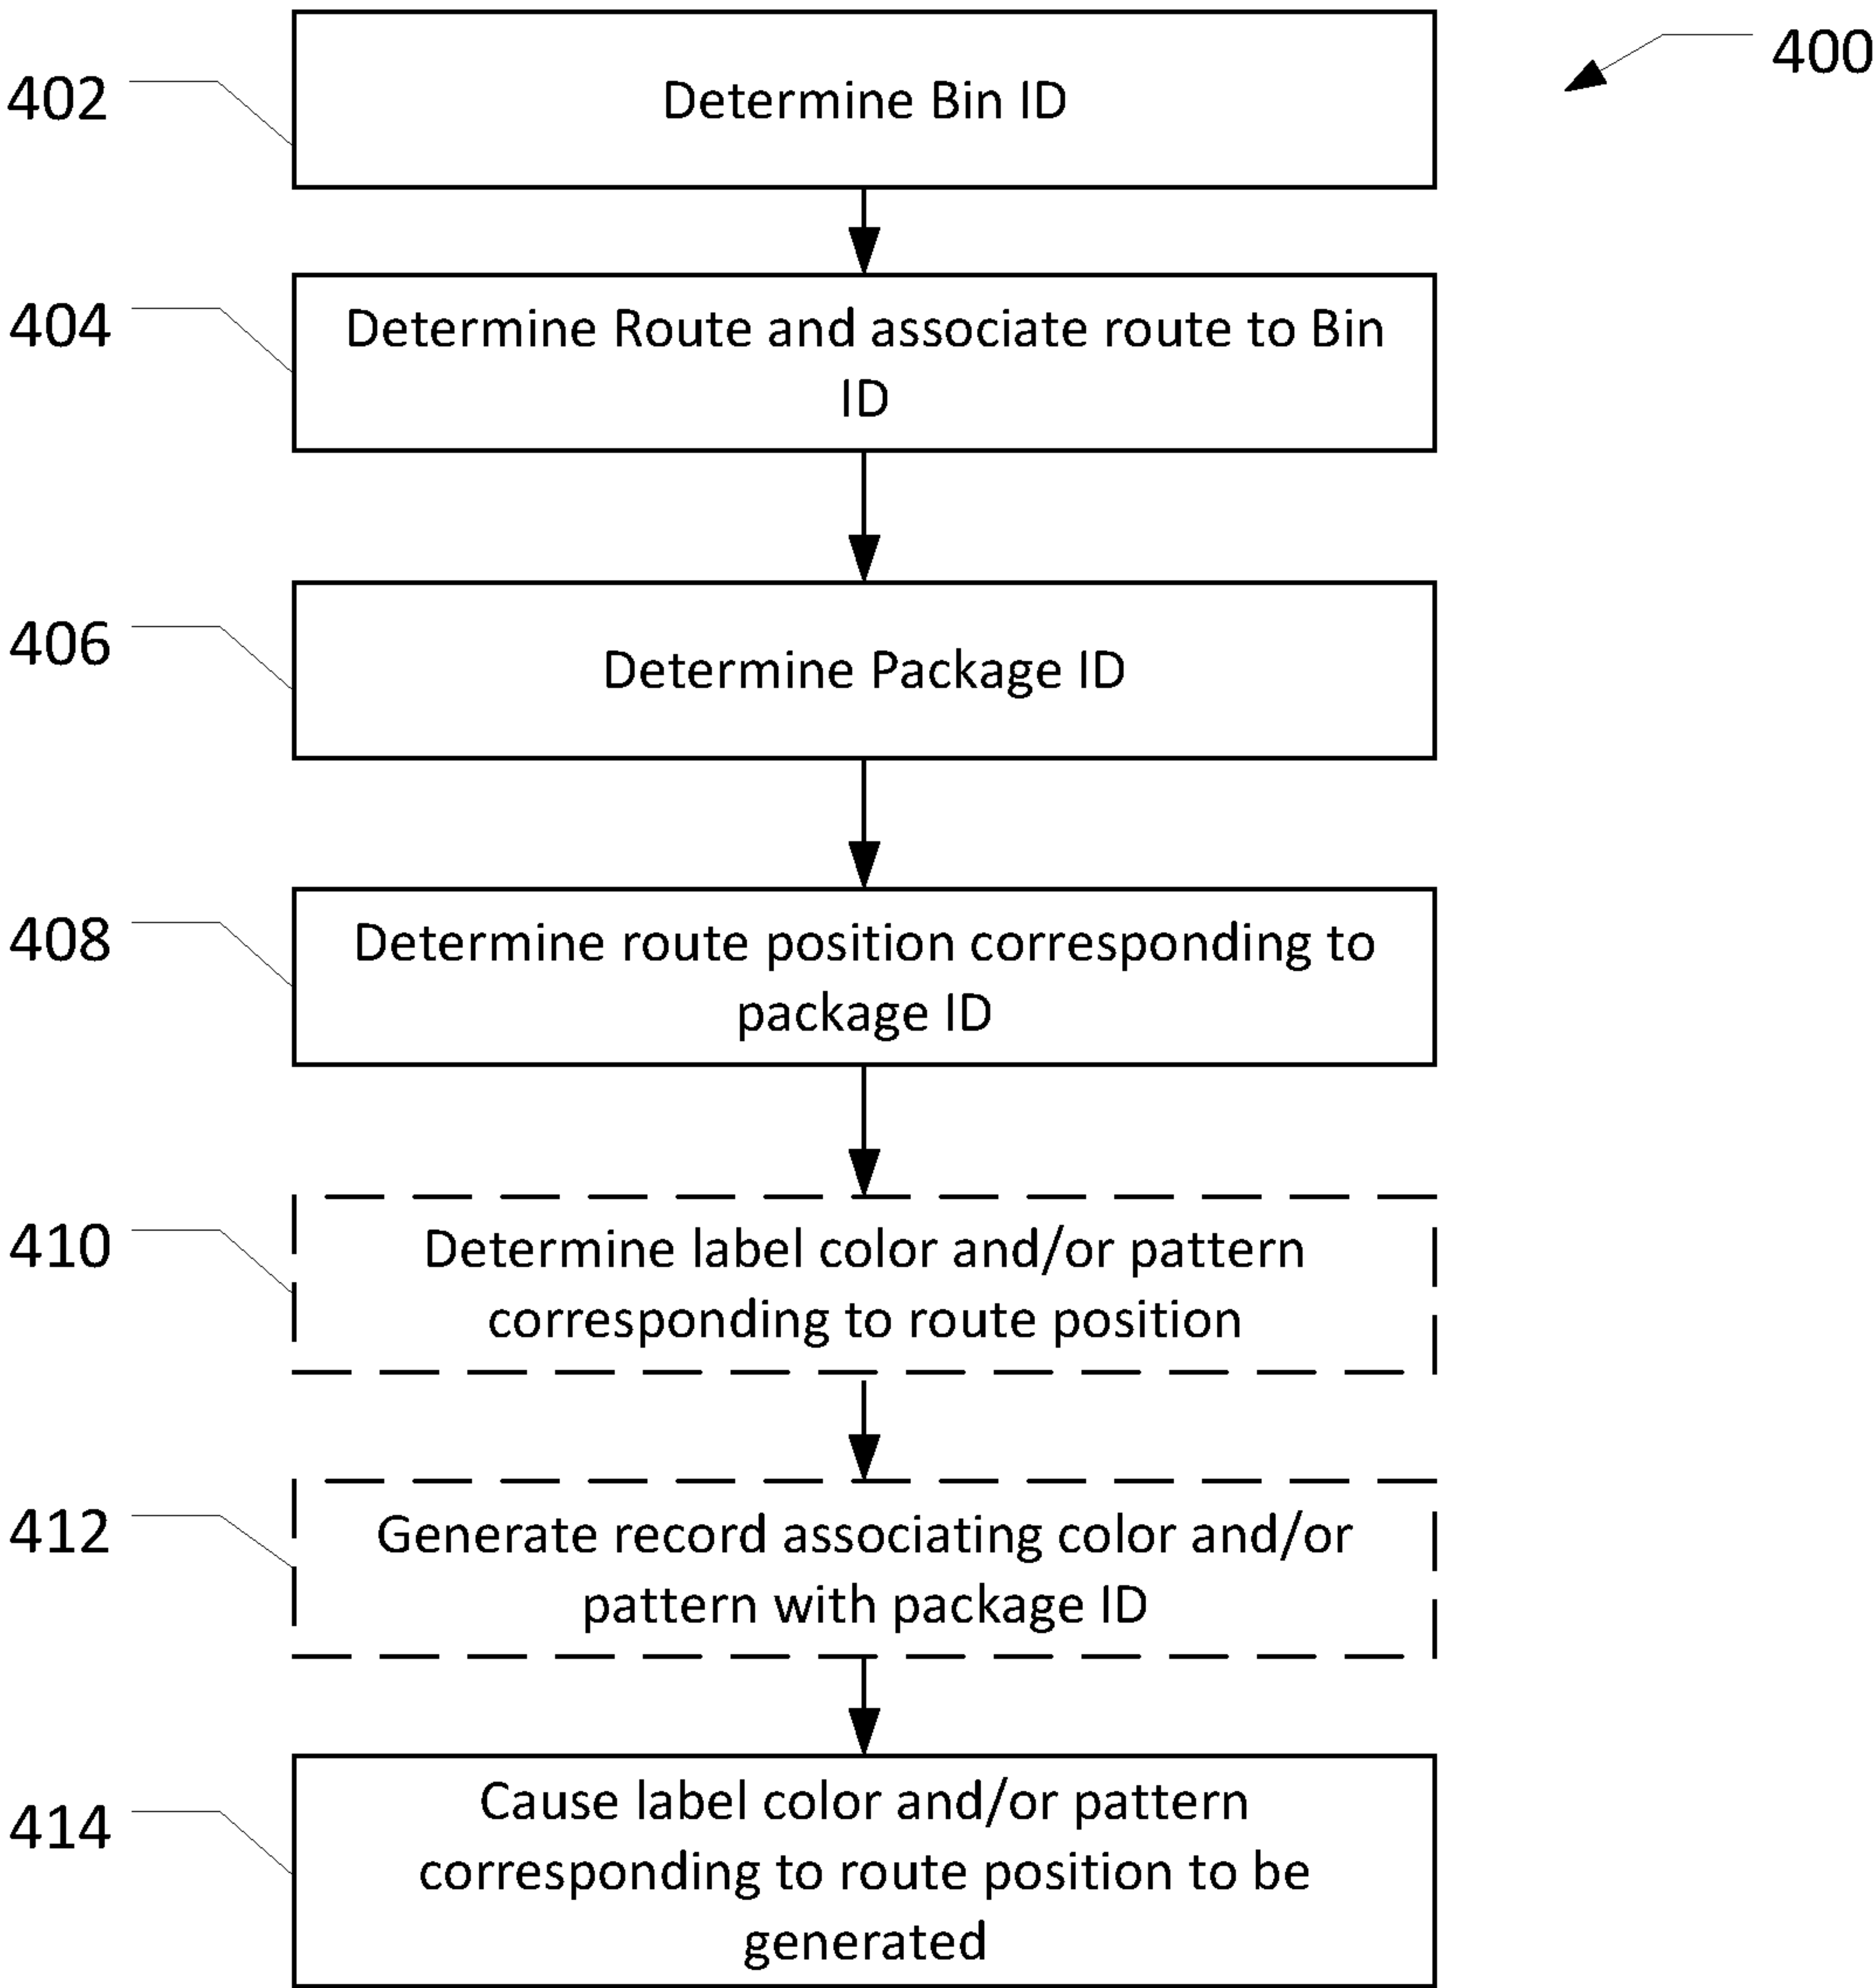 400
402
Determine Bin ID
404
Determine Route and associate route to Bin
ID
406
Determine Package ID
408
Determine route position corresponding to
package ID
410
Determine label color and/or pattern
corresponding to route position
412
Generate record associating color and/or
pattern with package ID
414
Cause label color and/or pattern
corresponding to route position to be
generated